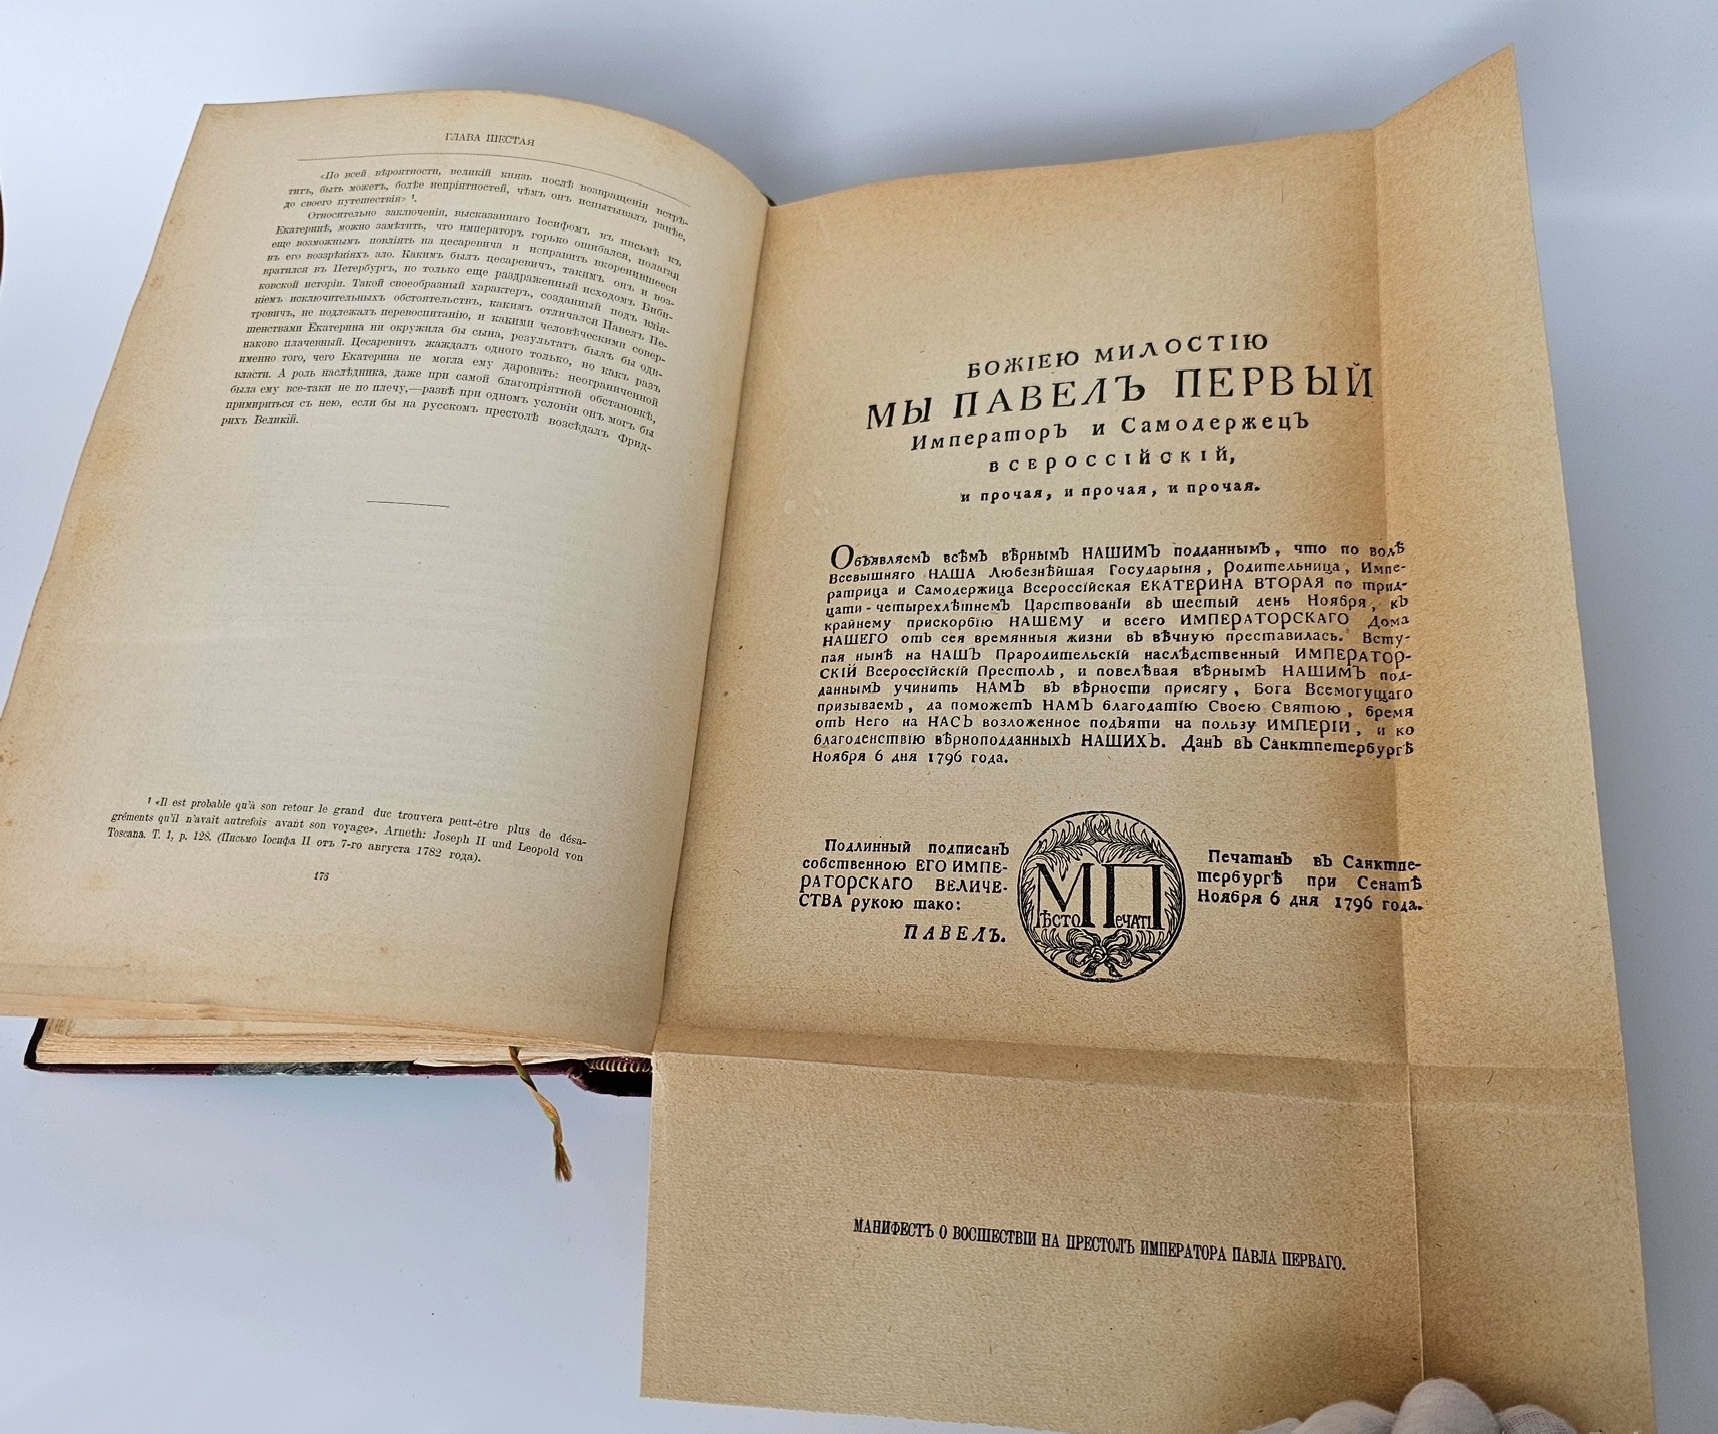 ГЛАВА ШЕСТАЯ
«По всей вѣроятности, великій князь послѣ возвращенія встрѣ-
титъ, быть можетъ, болѣе непріятностей, чѣмъ онъ испытывалъ ранѣе,
до своего путешествія» ¹.
Относительно заключенія, высказаннаго Іосифомъ въ письмѣ къ
Екатеринѣ, можно замѣтить, что императоръ горько ошибался, полагая
еще возможнымъ повліять на цесаревича и исправить вкоренившееся
въ его воззрѣніяхъ зло. Какимъ былъ цесаревичъ, такимъ онъ и воз-
вратился въ Петербургъ, но только еще раздраженный исходомъ Биби-
ковской исторіи. Такой своеобразный характеръ, созданный подъ влія-
ніемъ исключительныхъ обстоятельствъ, какимъ отличался Павелъ Пе-
тровичъ, не подлежалъ перевоспитанію, и какими человѣческими совер-
шенствами Екатерина ни окружила бы сына, результатъ былъ бы оди-
наково плачевный. Цесаревичъ жаждалъ одного только, но какъ разъ
именно того, чего Екатерина не могла ему даровать: неограниченной
власти. А роль наслѣдника, даже при самой благопріятной обстановкѣ,
была ему все-таки не по плечу,—развѣ при одномъ условіи онъ могъ бы
примириться съ нею, если бы на русскомъ престолѣ возсѣдалъ Фрид-
рихъ Великій.
¹ «Il est probable qu'à son retour le grand duc trouvera peut-être plus de désa-
gréments qu'il n'avait autrefois avant son voyage», Arneth: Joseph II und Leopold von
Toscana. T. 1, p. 128. (Письмо Іосифа II отъ 7-го августа 1782 года).
176
БОЖІЕЮ МИЛОСТІЮ
МЫ ПАВЕЛЪ ПЕРВЫЙ
Императоръ и Самодержецъ
ВСЕРОССІЙСКІЙ,
и прочая, и прочая, и прочая.
Объявляемъ всѣмъ вѣрнымъ НАШИМЪ подданнымъ, что по волѣ
Всевышняго НАША Любезнѣйшая Государыня, Родительница, Импе-
ратрица и Самодержица Всероссійская ЕКАТЕРИНА ВТОРАЯ по трид-
цати-четырехлѣтнемъ Царствованіи въ шестый день Ноября, къ
крайнему прискорбію НАШЕМУ и всего ИМПЕРАТОРСКАГО Дома
НАШЕГО отъ сея времянныя жизни въ вѣчную преставилась. Всту-
пая нынѣ на НАШЪ Прародительскій наслѣдственный ИМПЕРАТОР-
СКІЙ Всероссійскій Престолъ, и повелѣвая вѣрнымъ НАШИМЪ под-
даннымъ учинить НАМЪ въ вѣрности присягу, Бога Всемогущаго
призываемъ, да поможетъ НАМЪ благодатію Своею Святою, бремя
отъ Него на НАСЪ возложенное подъяти на пользу ИМПЕРІИ, и ко
благоденствію вѣрноподданныхъ НАШИХЪ. Данъ въ Санктпетербургѣ
Ноября 6 дня 1796 года.
Подлинный подписанъ
собственною ЕГО ИМПЕ-
РАТОРСКАГО ВЕЛИЧЕ-
СТВА рукою тако:
ПАВЕЛЪ.
МѢСТО ПЕЧАТИ
Печатанъ въ Санктпе-
тербургѣ при Сенатѣ
Ноября 6 дня 1796 года.
МАНИФЕСТЪ О ВОСШЕСТВІИ НА ПРЕСТОЛЪ ИМПЕРАТОРА ПАВЛА ПЕРВАГО.